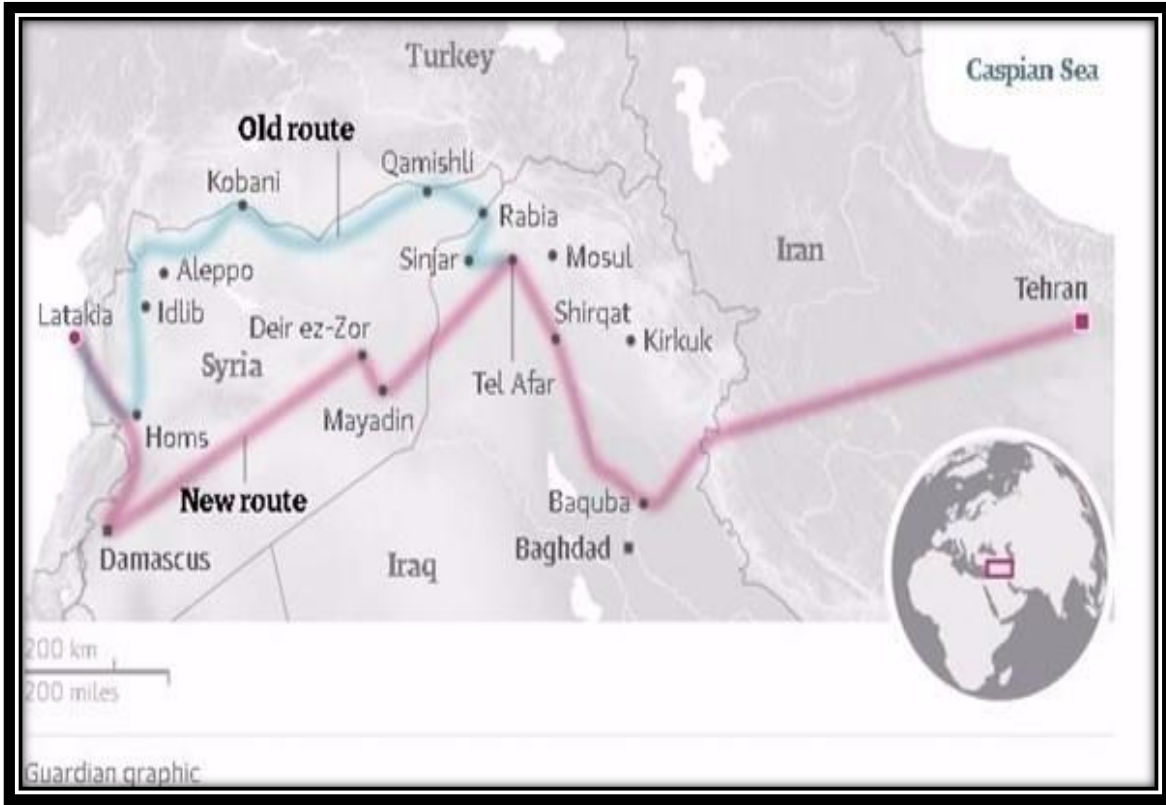 Turkey
Caspian Sea
Old route
Qamishli
Kobani
Rabia
Iran
Sinjar
Mosul
Aleppo
Tehran
Latakia
Idlib
Shirqat
Deir ez-Zor
Kirkuk
Syria
Tel Afar
Mayadin
Homs
New route
Baquba
Damascus
Baghdad
Iraq
200 km
200 miles
Guardian graphic